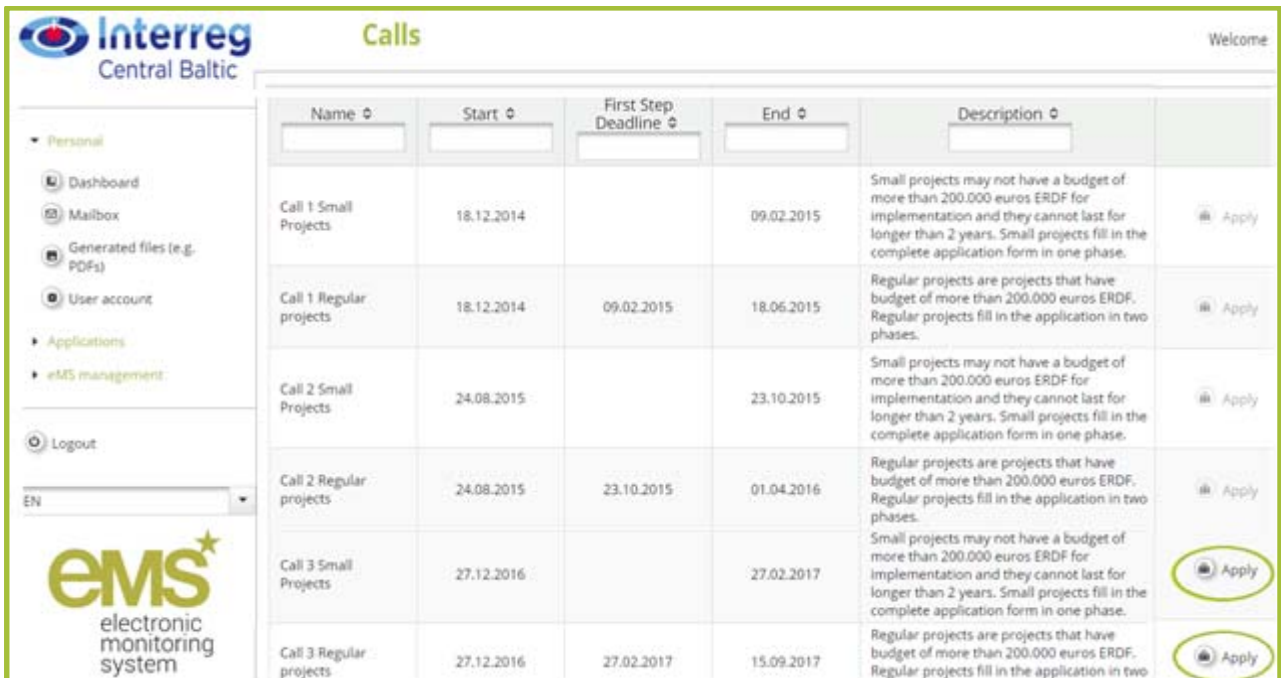 Interreg
Central Baltic
Calls
Welcome
Personal
Dashboard
Mailbox
Generated files (e.g.
PDFs)
User account
Applications
eMS management
Logout
EN
eMS
electronic
monitoring
system
Name
Start
First Step
Deadline
End
Description
Call 1 Small
Projects
18.12.2014
09.02.2015
Small projects may not have a budget of
more than 200.000 euros ERDF for
implementation and they cannot last for
longer than 2 years. Small projects fill in the
complete application form in one phase.
Apply
Call 1 Regular
projects
18.12.2014
09.02.2015
18.06.2015
Regular projects are projects that have
budget of more than 200.000 euros ERDF.
Regular projects fill in the application in two
phases.
Apply
Call 2 Small
Projects
24.08.2015
23.10.2015
Small projects may not have a budget of
more than 200.000 euros ERDF for
implementation and they cannot last for
longer than 2 years. Small projects fill in the
complete application form in one phase.
Apply
Call 2 Regular
projects
24.08.2015
23.10.2015
01.04.2016
Regular projects are projects that have
budget of more than 200.000 euros ERDF.
Regular projects fill in the application in two
phases.
Apply
Call 3 Small
Projects
27.12.2016
27.02.2017
Small projects may not have a budget of
more than 200.000 euros ERDF for
implementation and they cannot last for
longer than 2 years. Small projects fill in the
complete application form in one phase.
Apply
Call 3 Regular
projects
27.12.2016
27.02.2017
15.09.2017
Regular projects are projects that have
budget of more than 200.000 euros ERDF.
Regular projects fill in the application in two
Apply